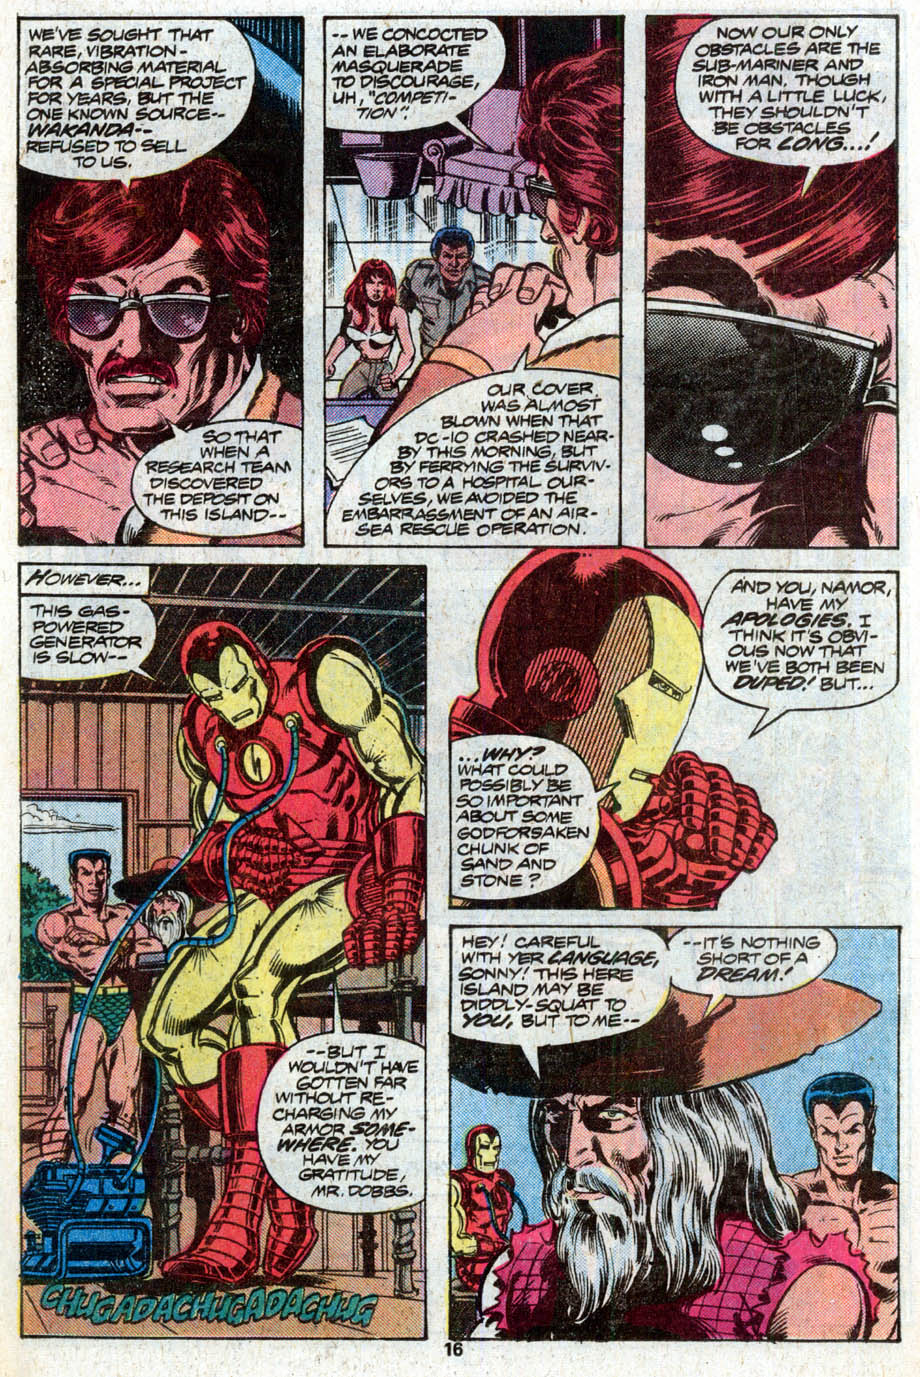 WE'VE SOUGHT THAT
RARE, VIBRATION-
ABSORBING MATERIAL
FOR A SPECIAL PROJECT
FOR YEARS, BUT THE
ONE KNOWN SOURCE--
WAKANDA--
REFUSED TO SELL
TO US.
SO THAT
WHEN A
RESEARCH TEAM
DISCOVERED
THE DEPOSIT ON
THIS ISLAND--
--WE CONCOCTED
AN ELABORATE
MASQUERADE
TO DISCOURAGE,
UH, "COMPETI-
TION".
OUR COVER
WAS ALMOST
BLOWN WHEN THAT
DC-10 CRASHED NEAR-
BY THIS MORNING, BUT
BY FERRYING THE SURVIV-
ORS TO A HOSPITAL OUR-
SELVES, WE AVOIDED THE
EMBARRASSMENT OF AN AIR-
SEA RESCUE OPERATION.
NOW OUR ONLY
OBSTACLES ARE THE
SUB-MARINER AND
IRON MAN. THOUGH
WITH A LITTLE LUCK,
THEY SHOULDN'T
BE OBSTACLES
FOR LONG...!
HOWEVER...
THIS GAS-
POWERED
GENERATOR
IS SLOW--
--BUT I
WOULDN'T HAVE
GOTTEN FAR
WITHOUT RE-
CHARGING MY
ARMOR SOME-
WHERE. YOU
HAVE MY
GRATITUDE,
MR. DOBBS.
CHUGADACHUGADACHUG
AND YOU, NAMOR,
HAVE MY
APOLOGIES. I
THINK IT'S OBVI-
OUS NOW THAT
WE'VE BOTH BEEN
DUPED! BUT...
...WHY?
WHAT COULD
POSSIBLY BE
SO IMPORTANT
ABOUT SOME
GODFORSAKEN
CHUNK OF
SAND AND
STONE?
HEY! CAREFUL
WITH YER LANGUAGE,
SONNY! THIS HERE
ISLAND MAY BE
DIDDLY-SQUAT TO
YOU, BUT TO ME--
--IT'S NOTHING
SHORT OF A
DREAM!
16